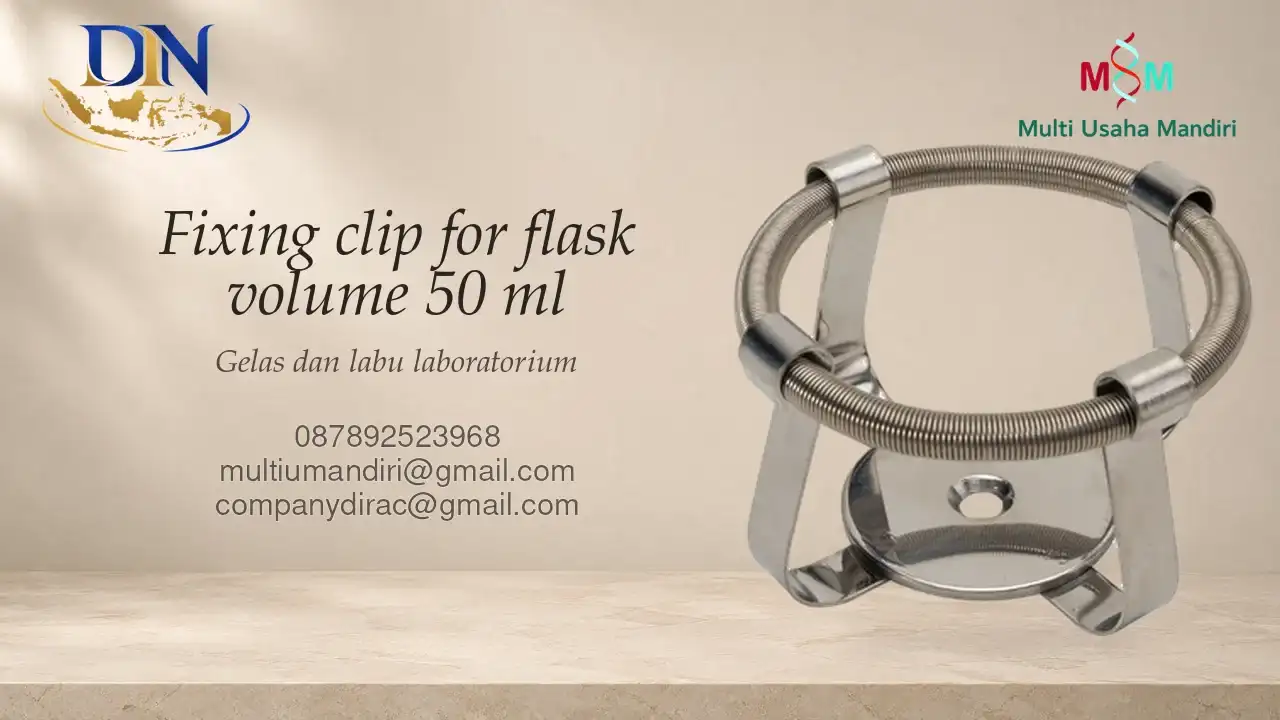 DN
MSM
Multi Usaha Mandiri
Fixing clip for flask
volume 50 ml
Gelas dan labu laboratorium
087892523968
multiumandiri@gmail.com
companydirac@gmail.com